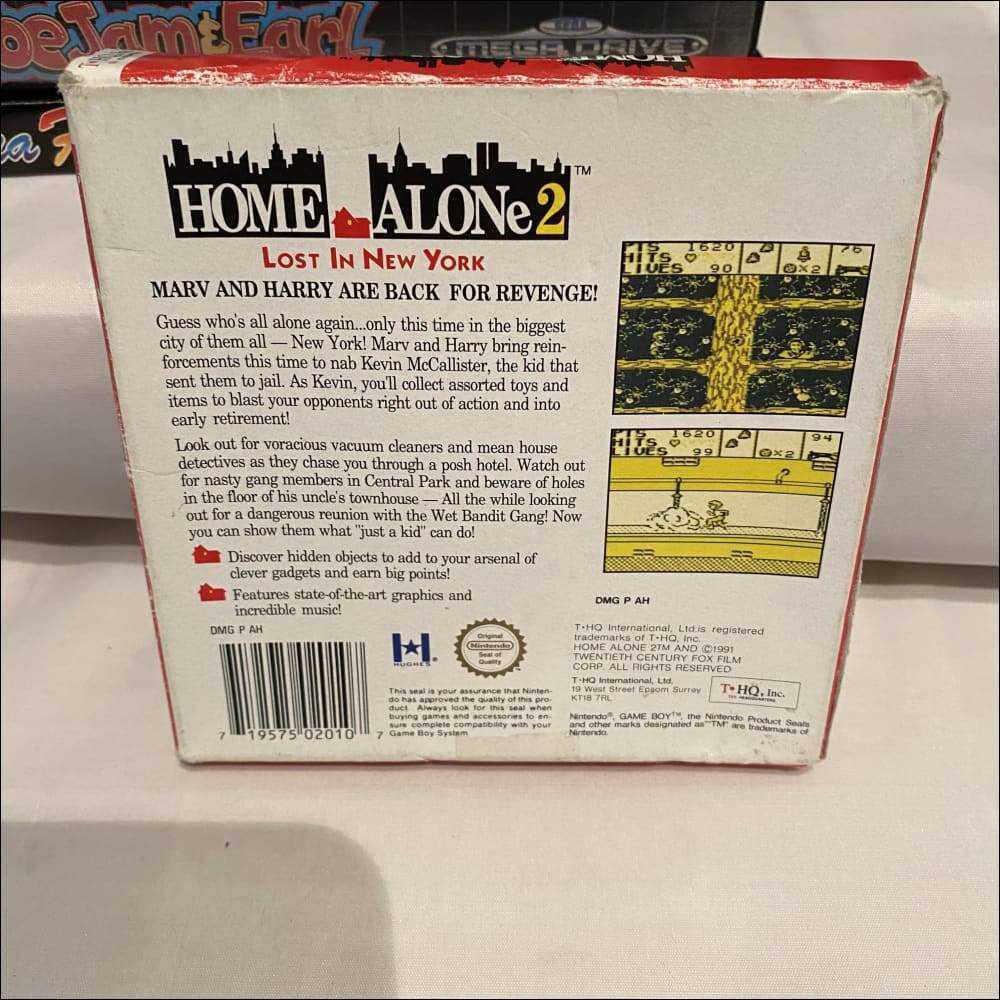 oeJam & Earl
SEGA
MEGA DRIVE
HOME ALONe 2 TM
LOST IN NEW YORK
MARV AND HARRY ARE BACK FOR REVENGE!
Guess who's all alone again...only this time in the biggest
city of them all — New York! Marv and Harry bring rein-
forcements this time to nab Kevin McCallister, the kid that
sent them to jail. As Kevin, you'll collect assorted toys and
items to blast your opponents right out of action and into
early retirement!
Look out for voracious vacuum cleaners and mean house
detectives as they chase you through a posh hotel. Watch out
for nasty gang members in Central Park and beware of holes
in the floor of his uncle's townhouse — All the while looking
out for a dangerous reunion with the Wet Bandit Gang! Now
you can show them what "just a kid" can do!
Discover hidden objects to add to your arsenal of
clever gadgets and earn big points!
Features state-of-the-art graphics and
incredible music!
DMG P AH
7 19575 02010 7
HUGHES
Original
Nintendo
Seal of
Quality
This seal is your assurance that Ninten-
do has approved the quality of this pro-
duct. Always look for this seal when
buying games and accessories to en-
sure complete compatibility with your
Game Boy System
PTS 1620
HITS X2 76
LIVES 90
PTS 1620 94
HITS X2
LIVES 99
DMG P AH
T•HQ International, Ltd.is registered
trademarks of T•HQ, Inc.
HOME ALONE 2TM AND ©1991
TWENTIETH CENTURY FOX FILM
CORP. ALL RIGHTS RESERVED
T•HQ International, Ltd.
19 West Street Epsom Surrey
KT18 7RL
T•HQ, Inc.
TOY HEADQUARTERS
Nintendo®, GAME BOY™, the Nintendo Product Seals
and other marks designated as "TM" are trademarks of
Nintendo.